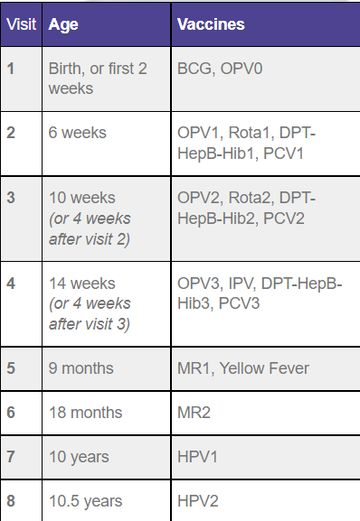 Visit Age Vaccines
1 Birth, or first 2 BCG, OPV0
weeks
2 6 weeks OPV1, Rota1, DPT-
HepB-Hib1, PCV1
3 10 weeks OPV2, Rota2, DPT-
(or 4 weeks HepB-Hib2, PCV2
after visit 2)
4 14 weeks OPV3, IPV, DPT-HepB-
(or 4 weeks Hib3, PCV3
after visit 3)
5 9 months MR1, Yellow Fever
6 18 months MR2
7 10 years HPV1
8 10.5 years HPV2